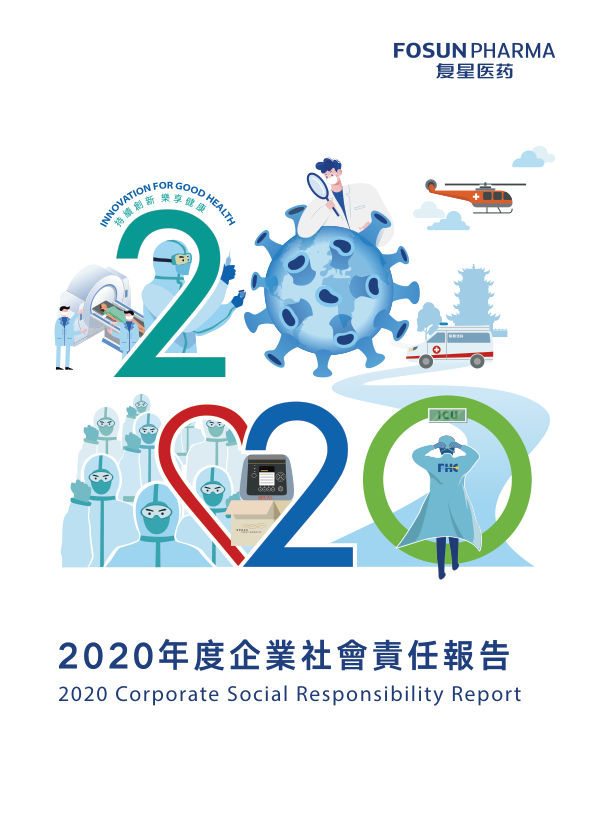 FOSUN PHARMA
复星医药
INNOVATION FOR GOOD HEALTH
持續創新 樂享健康
ICU
FHC
2020年度企業社會責任報告
2020 Corporate Social Responsibility Report